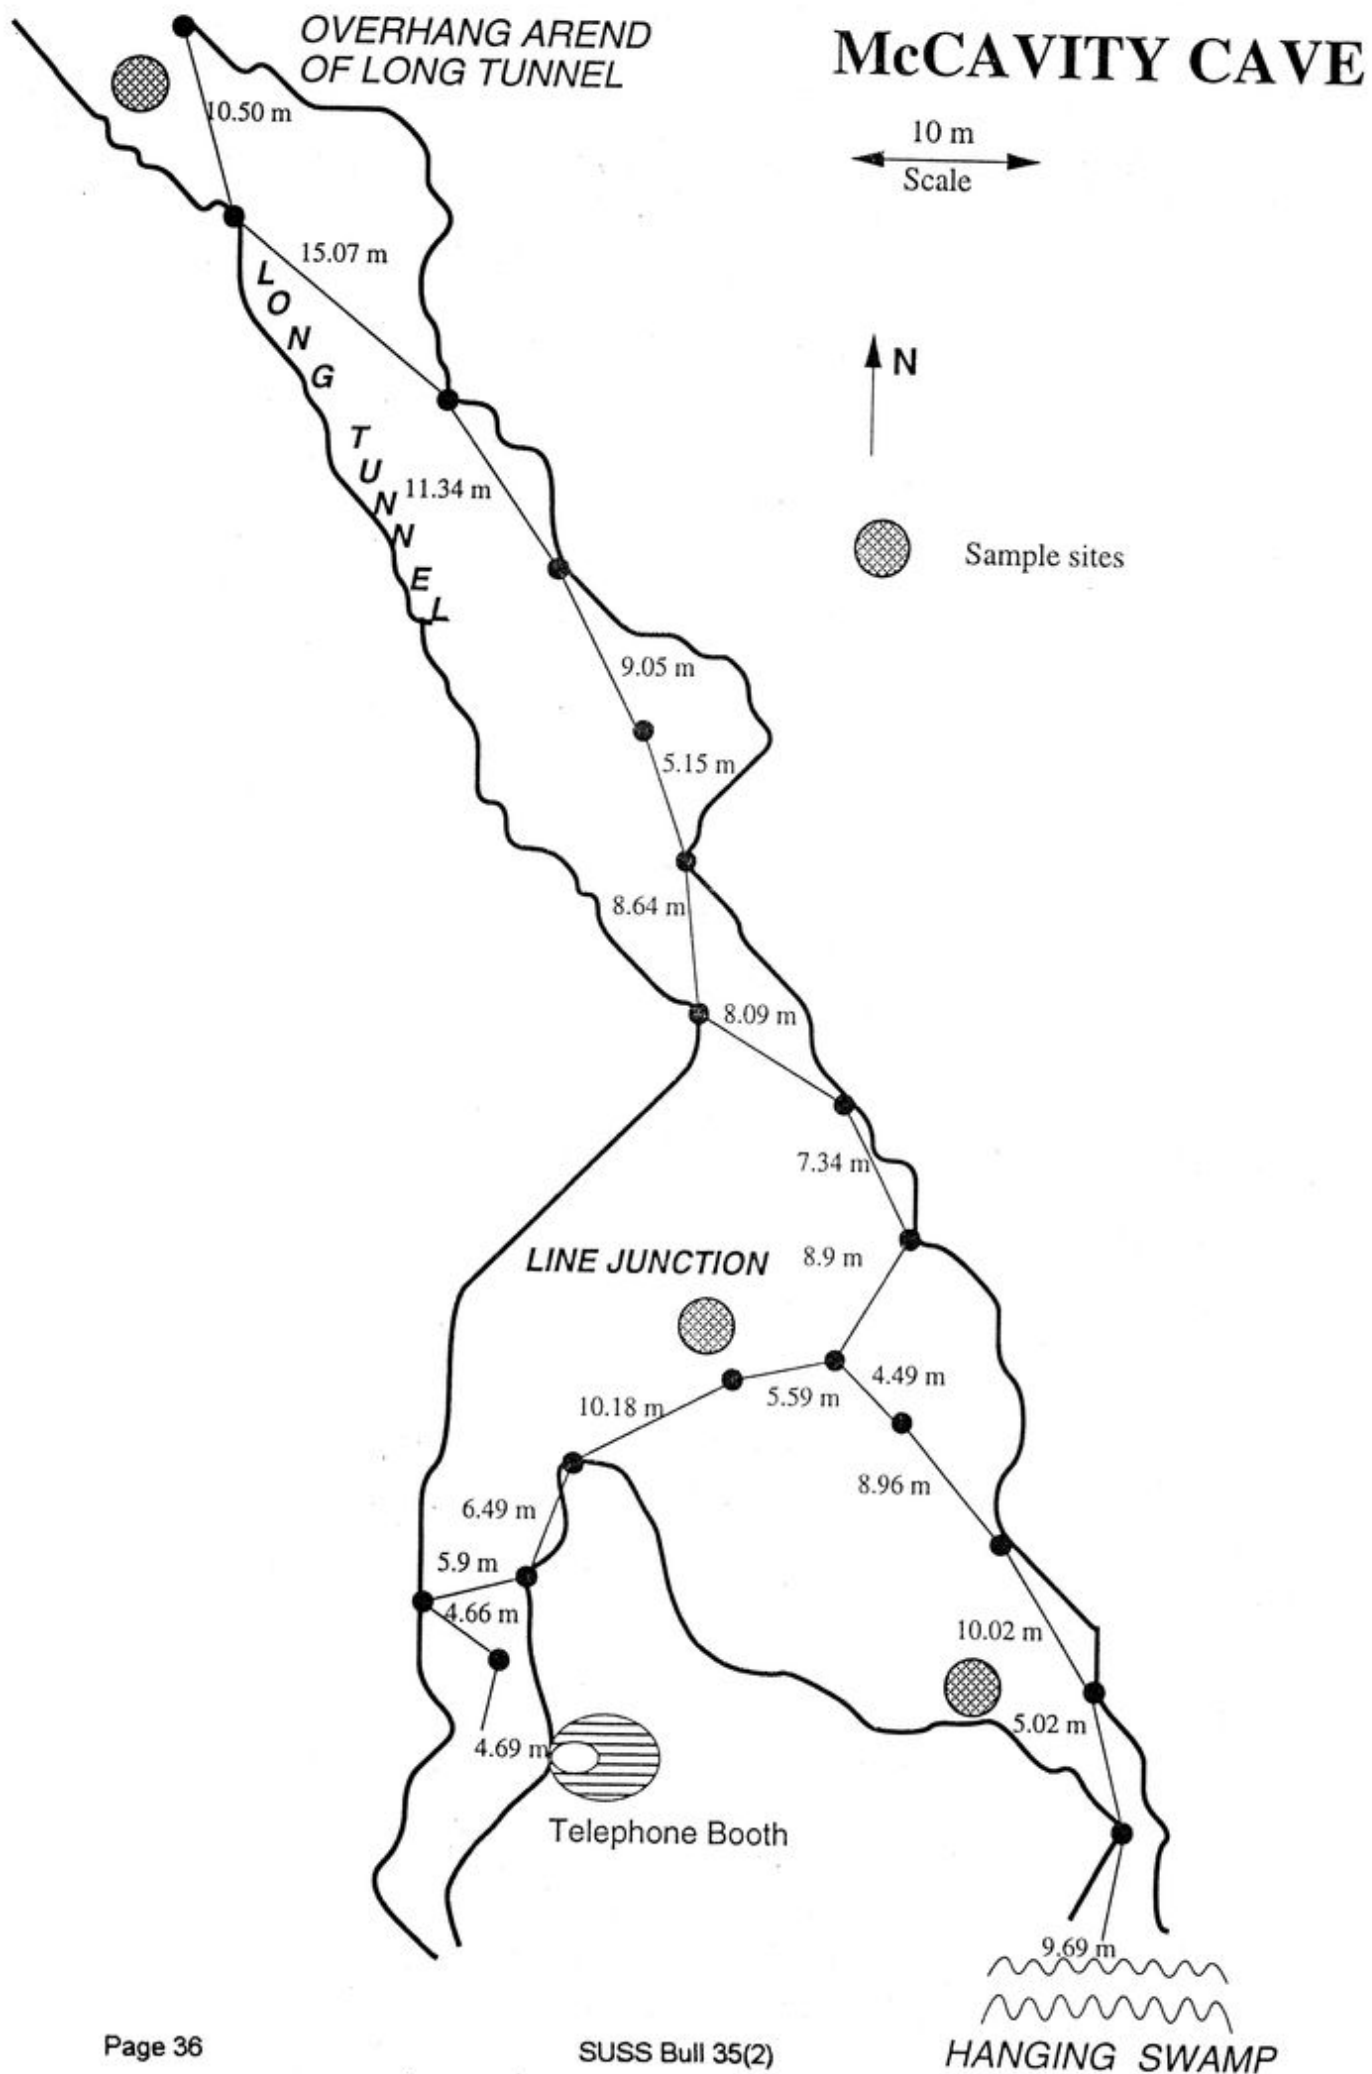 OVERHANG AREND
OF LONG TUNNEL
McCAVITY CAVE
10 m
Scale
10.50 m
15.07 m
LONG
TUNNEL
N
11.34 m
Sample sites
9.05 m
5.15 m
8.64 m
8.09 m
7.34 m
LINE JUNCTION
8.9 m
4.49 m
5.59 m
10.18 m
8.96 m
6.49 m
5.9 m
4.66 m
10.02 m
5.02 m
4.69 m
Telephone Booth
9.69 m
HANGING SWAMP
Page 36
SUSS Bull 35(2)